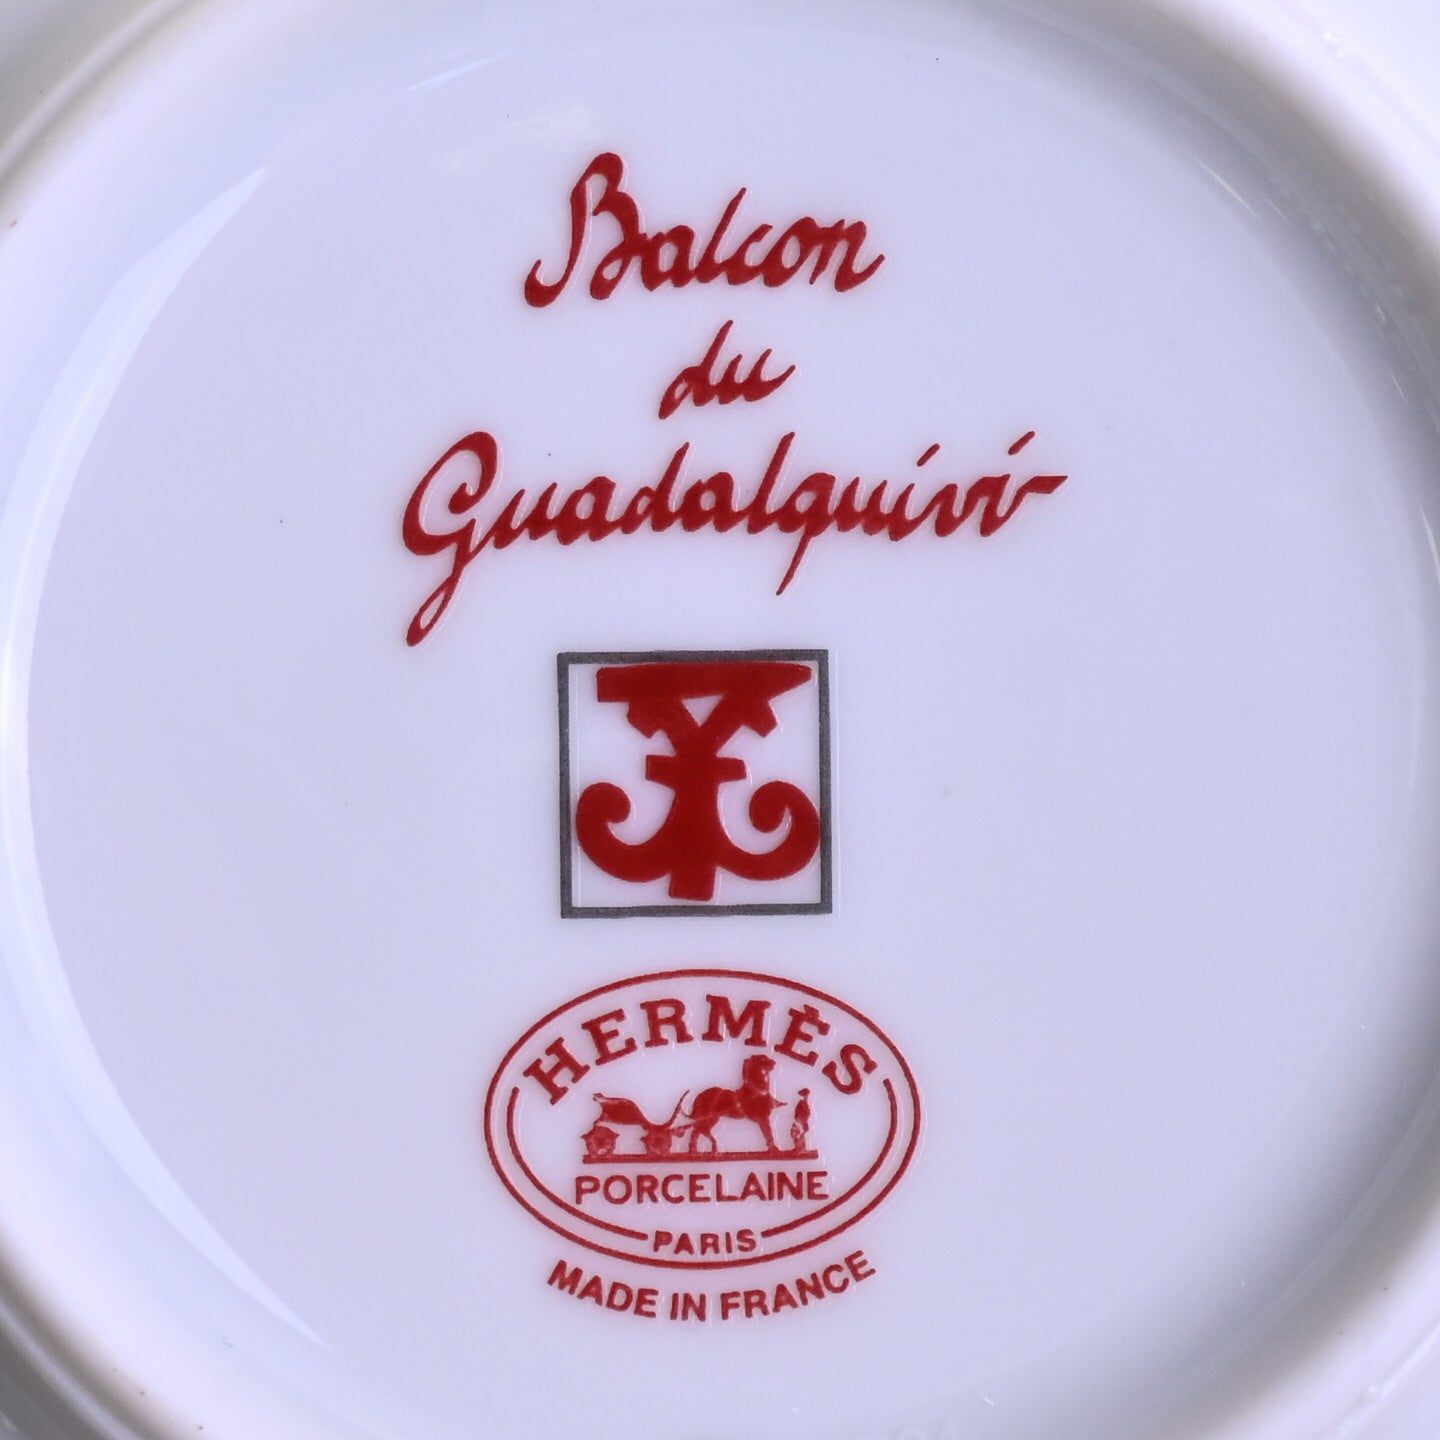 Balcon
du
Guadalquivir
HERMÈS
PORCELAINE
PARIS
MADE IN FRANCE